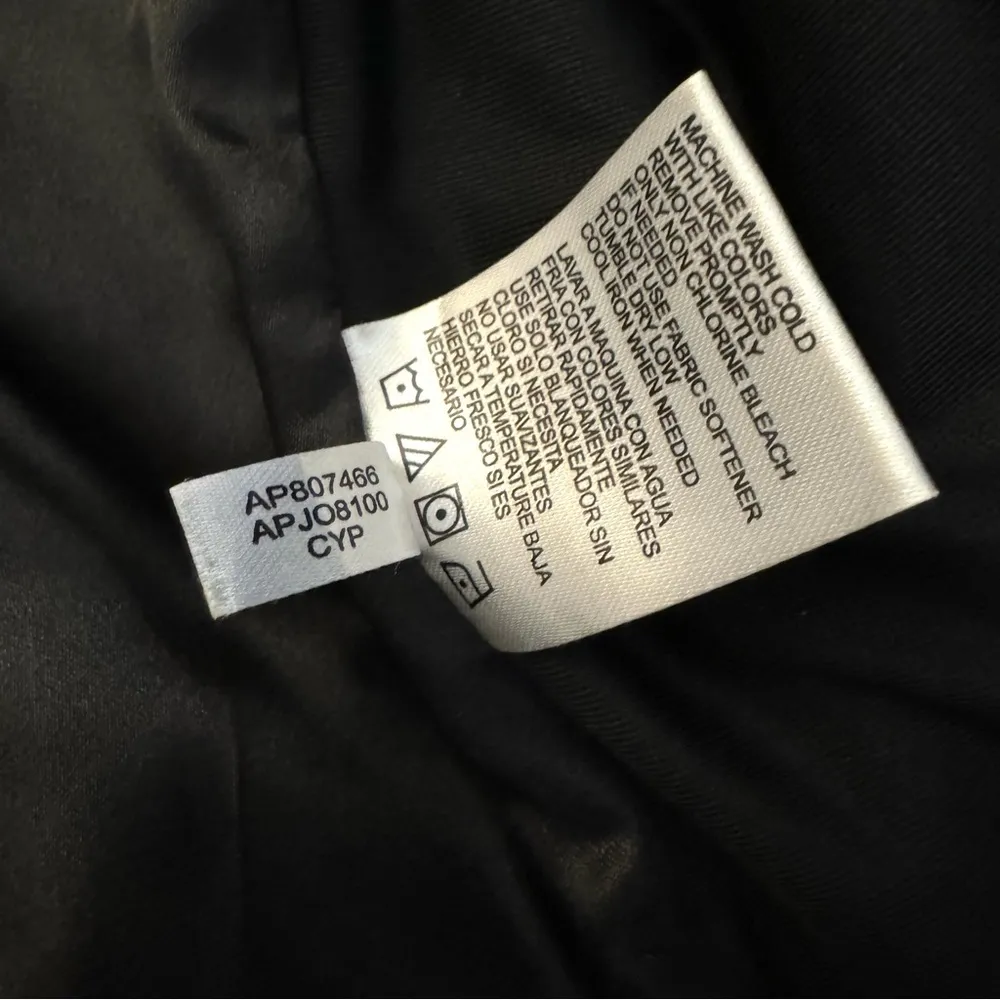 MACHINE WASH COLD
WITH LIKE COLORS
REMOVE PROMPTLY
ONLY NON CHLORINE BLEACH
IF NEEDED
DO NOT USE FABRIC SOFTENER
TUMBLE DRY LOW
COOL IRON WHEN NEEDED
LAVAR A MAQUINA CON AGUA
FRIA CON COLORES SIMILARES
RETIRAR RAPIDAMENTE
USE SOLO BLANQUEADOR SIN
CLORO SI NECESITA
NO USAR SUAVIZANTES
SECAR A TEMPERATURE BAJA
HIERRO FRESCO SI ES
NECESARIO
AP807466
APJO8100
CYP